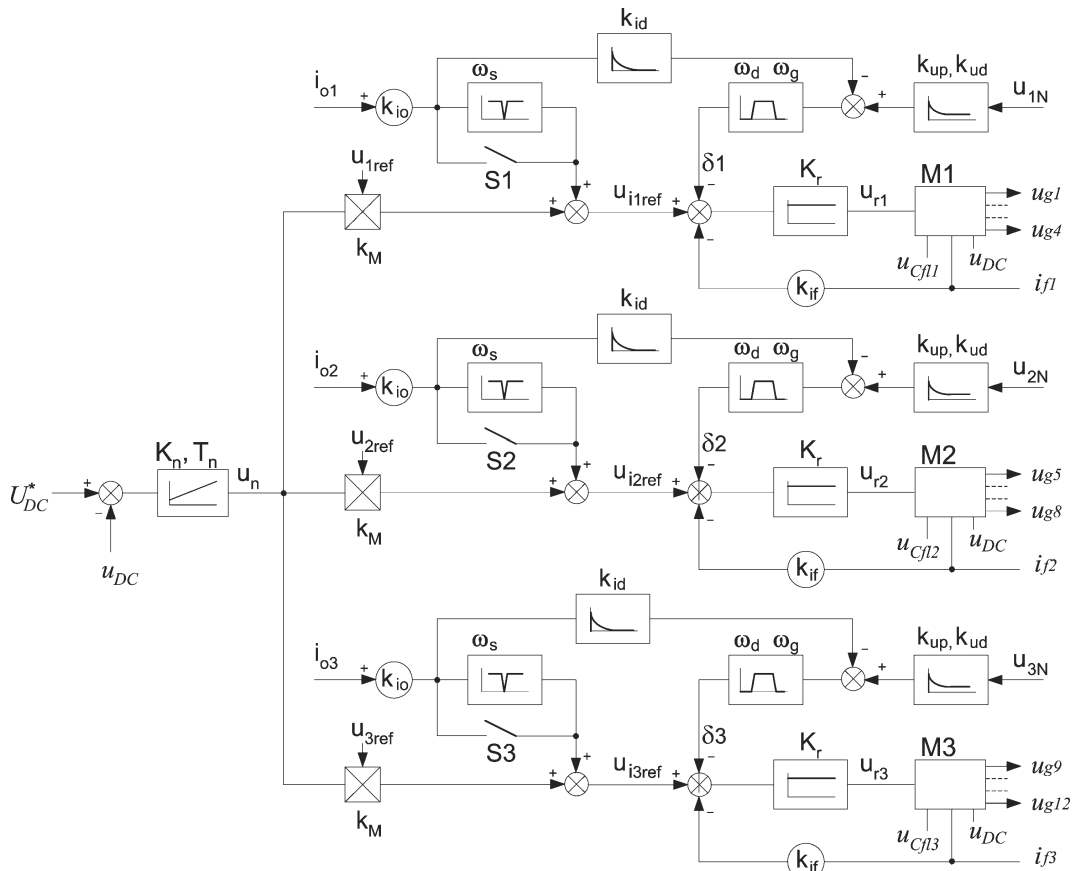 k_id
i_o1 + k_io ω_s ω_d ω_g - + k_up, k_ud u_1N
S1 δ1
u_1ref + + u_i1ref + - - K_r u_r1 M1 u_g1 u_g4
k_M u_Cfl1 u_DC
k_if i_f1
k_id
i_o2 + k_io ω_s ω_d ω_g - + k_up, k_ud u_2N
S2 δ2
u_2ref + + u_i2ref + - - K_r u_r2 M2 u_g5 u_g8
k_M u_Cfl2 u_DC
k_if i_f2
U*_DC + - K_n, T_n u_n
u_DC
k_id
i_o3 + k_io ω_s ω_d ω_g - + k_up, k_ud u_3N
S3 δ3
u_3ref + + u_i3ref + - - K_r u_r3 M3 u_g9 u_g12
k_M u_Cfl3 u_DC
k_if i_f3